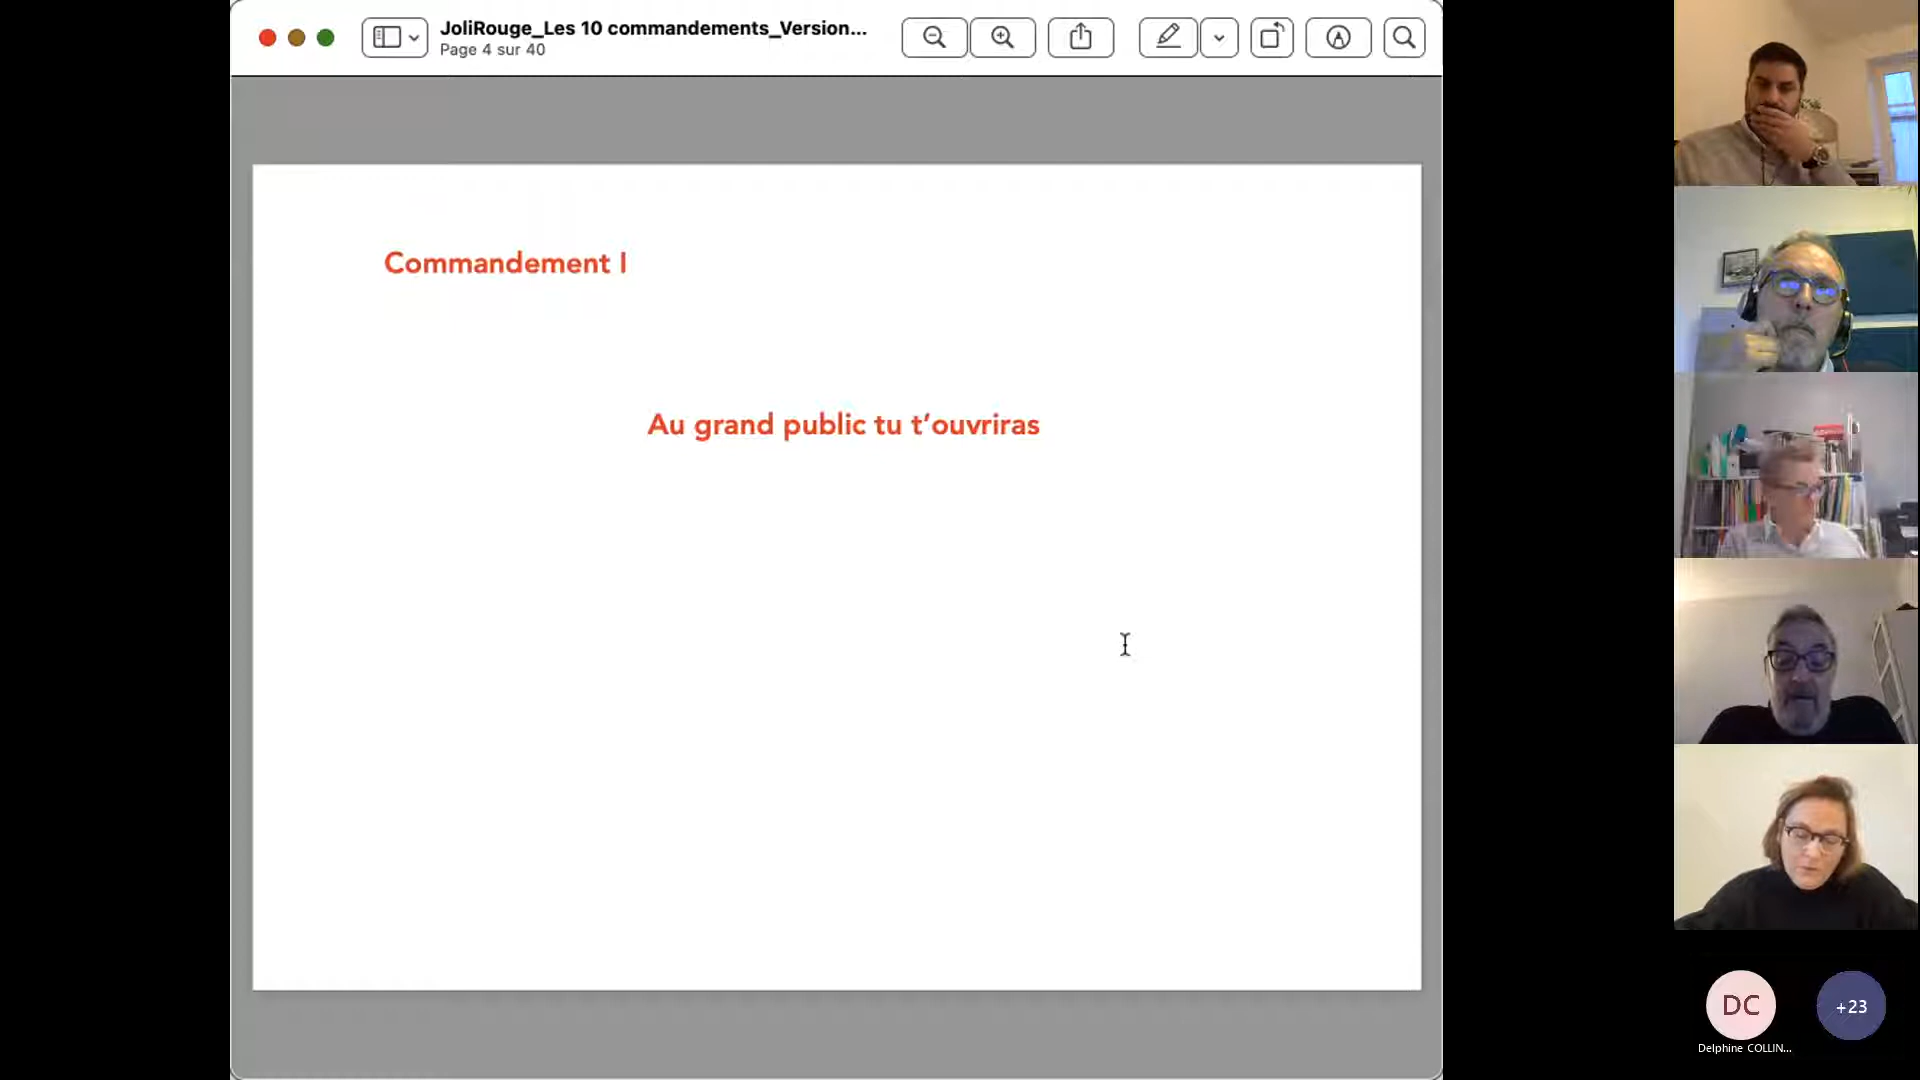 JoliRouge_Les 10 commandements_Version...
Page 4 sur 40
Commandement I
Au grand public tu t’ouvriras
DC
+23
Delphine COLLIN...